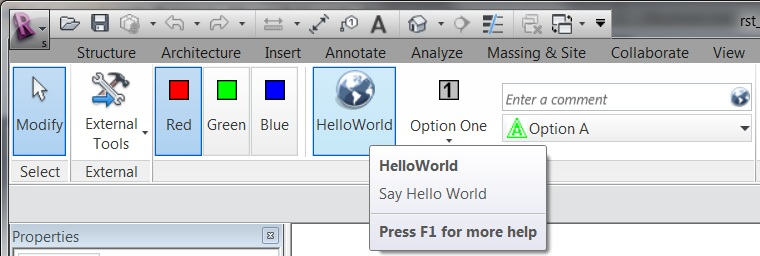 S
rst_
Structure Architecture Insert Annotate Analyze Massing & Site Collaborate View
Modify
External
Tools
Red
Green
Blue
HelloWorld
1
Option One
Enter a comment
A Option A
Select
External
HelloWorld
Say Hello World
Press F1 for more help
Properties